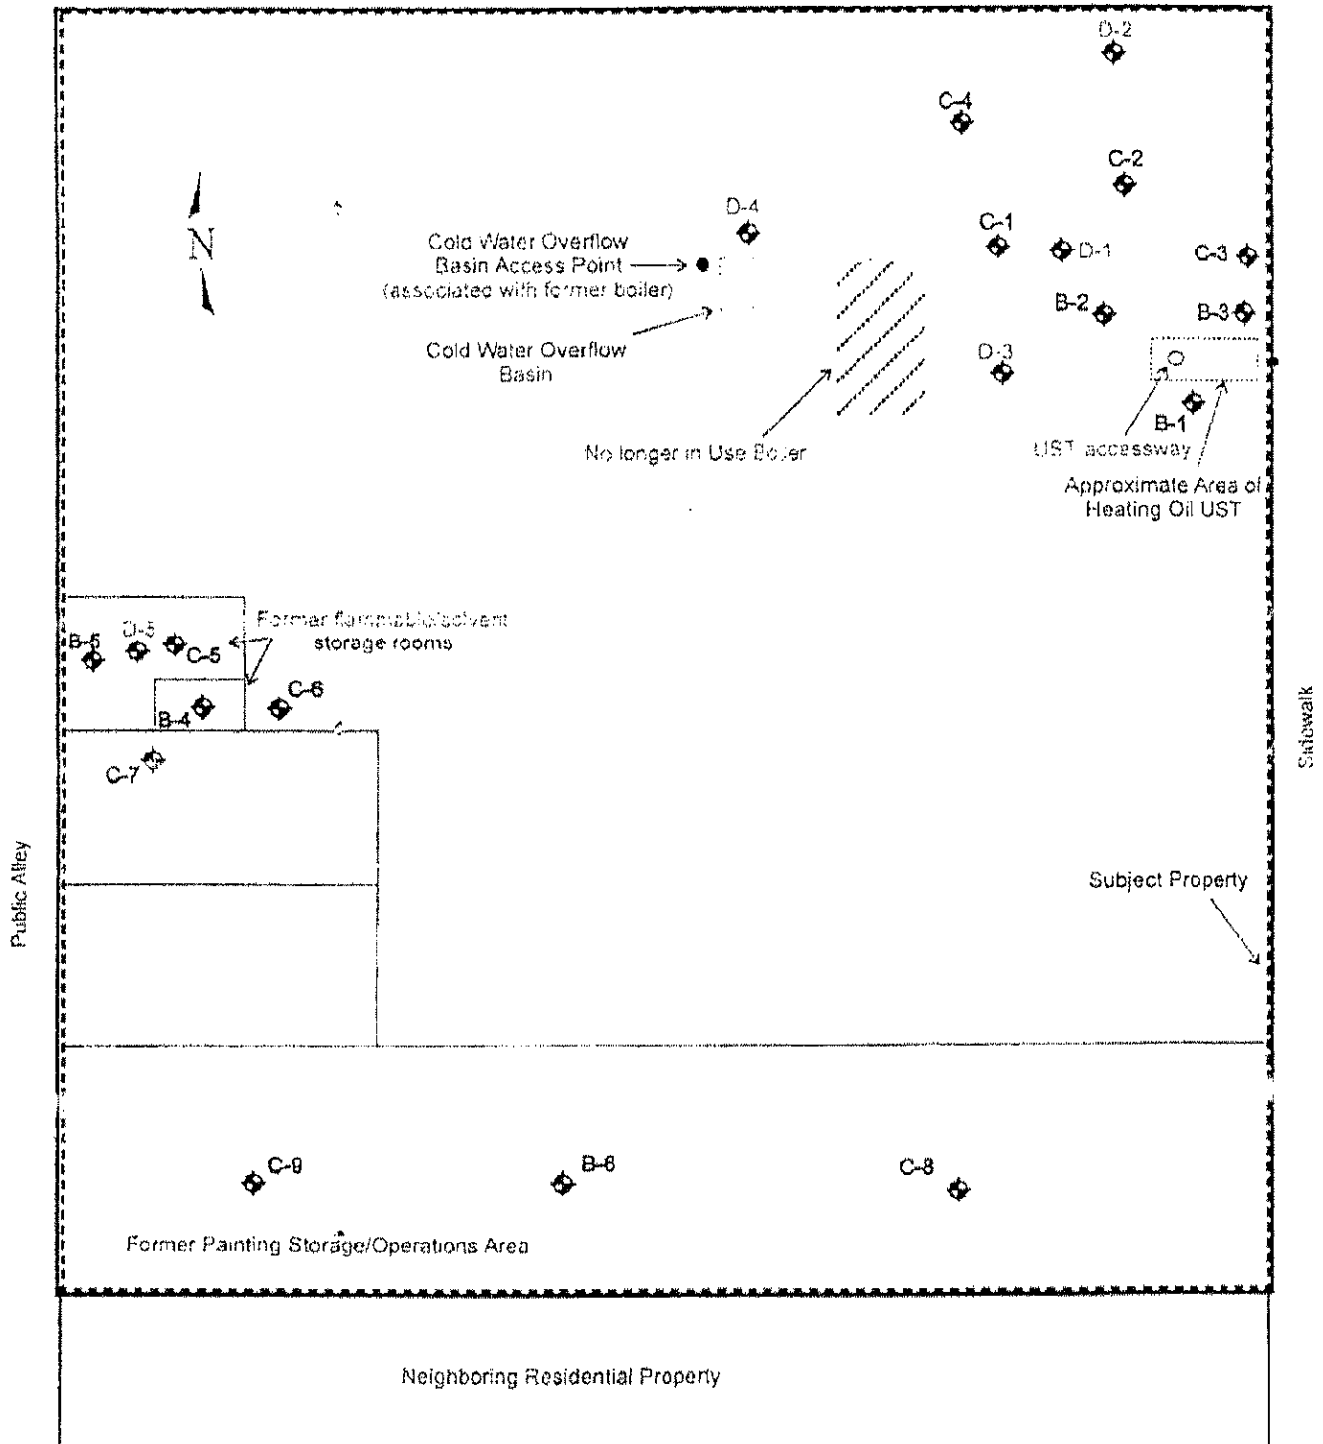 D-2
C-4
C-2
N
D-4
C-1
D-1
C-3
Cold Water Overflow
Basin Access Point
(associated with former boiler)
B-2
B-3
Cold Water Overflow
Basin
D-3
B-1
No longer in Use Boiler
UST accessway
Approximate Area of
Heating Oil UST
Former flammable/solvent
storage rooms
B-5
D-5
C-5
B-4
C-6
C-7
Sidewalk
Public Alley
Subject Property
C-9
B-6
C-8
Former Painting Storage/Operations Area
Neighboring Residential Property